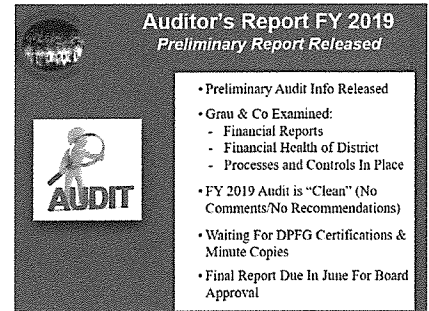 Auditor's Report FY 2019
Preliminary Report Released
• Preliminary Audit Info Released
• Grau & Co Examined:
- Financial Reports
- Financial Health of District
- Processes and Controls In Place
• FY 2019 Audit is "Clean" (No
Comments/No Recommendations)
• Waiting For DPFG Certifications &
Minute Copies
• Final Report Due In June For Board
Approval
AUDIT